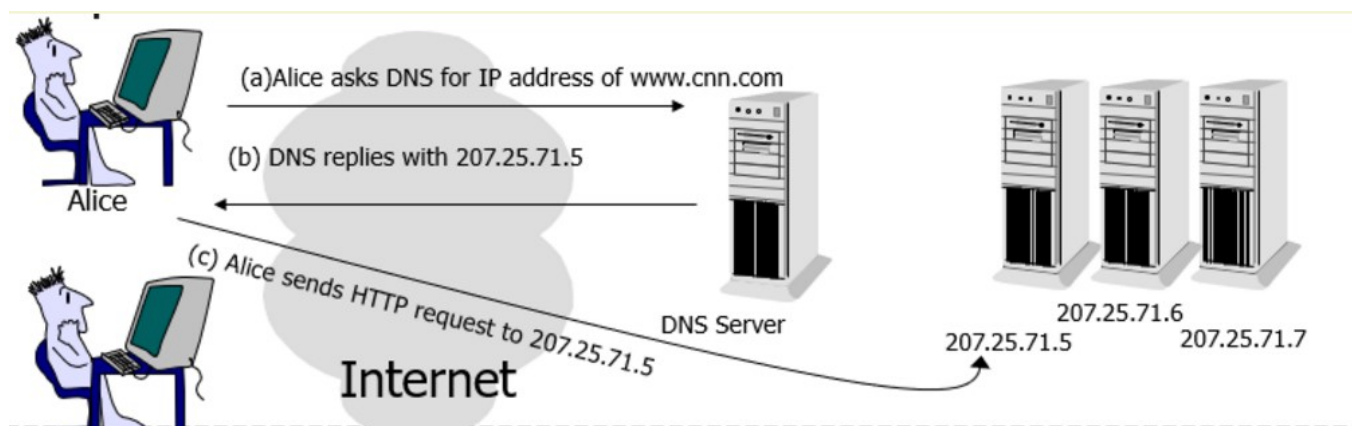 (a)Alice asks DNS for IP address of www.cnn.com
(b) DNS replies with 207.25.71.5
Alice
(c) Alice sends HTTP request to 207.25.71.5
DNS Server
207.25.71.5
207.25.71.6
207.25.71.7
Internet